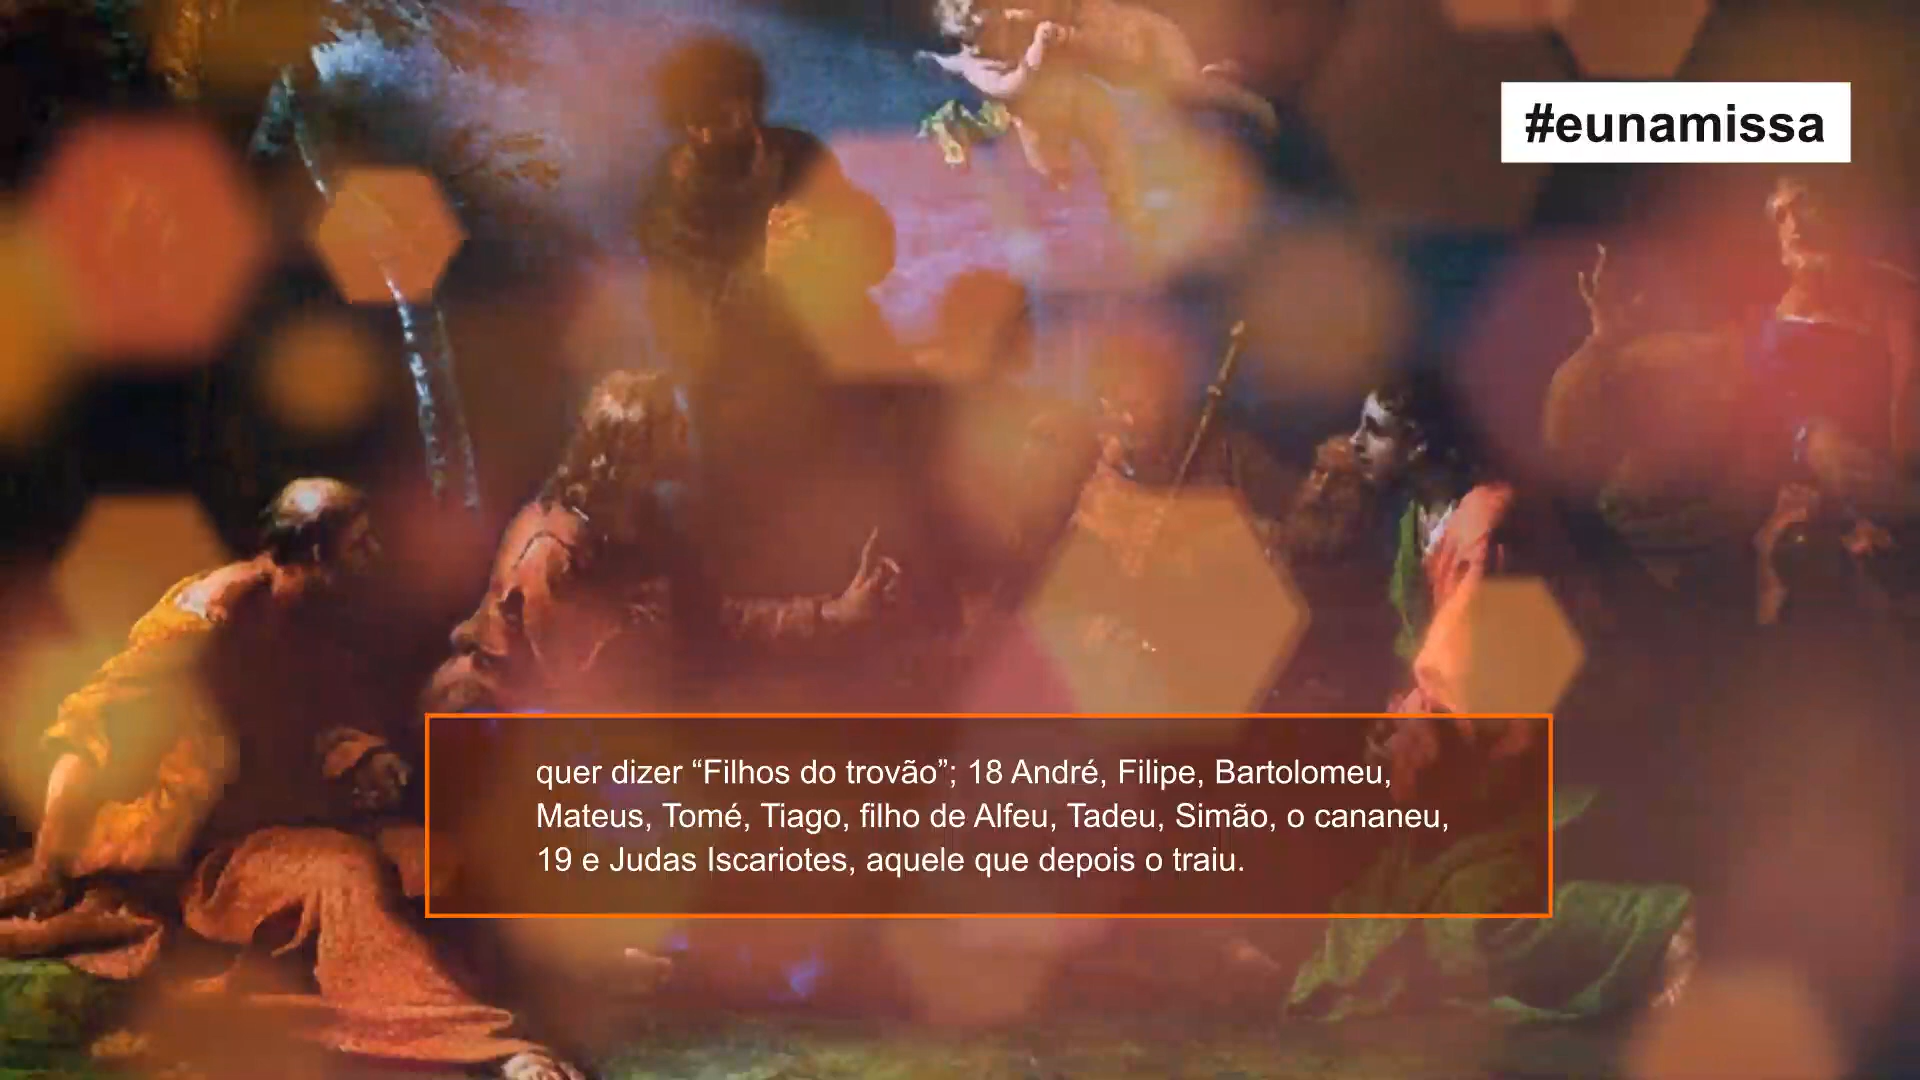 #eunamissa
quer dizer “Filhos do trovão”; 18 André, Filipe, Bartolomeu,
Mateus, Tomé, Tiago, filho de Alfeu, Tadeu, Simão, o cananeu,
19 e Judas Iscariotes, aquele que depois o traiu.